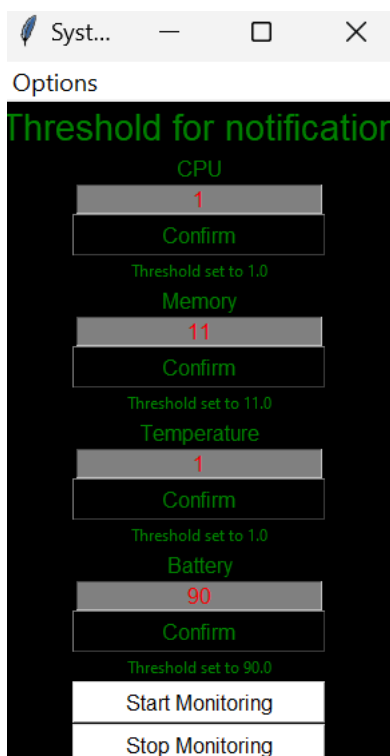 Syst...
Options
Threshold for notification
CPU
1
Confirm
Threshold set to 1.0
Memory
11
Confirm
Threshold set to 11.0
Temperature
1
Confirm
Threshold set to 1.0
Battery
90
Confirm
Threshold set to 90.0
Start Monitoring
Stop Monitoring